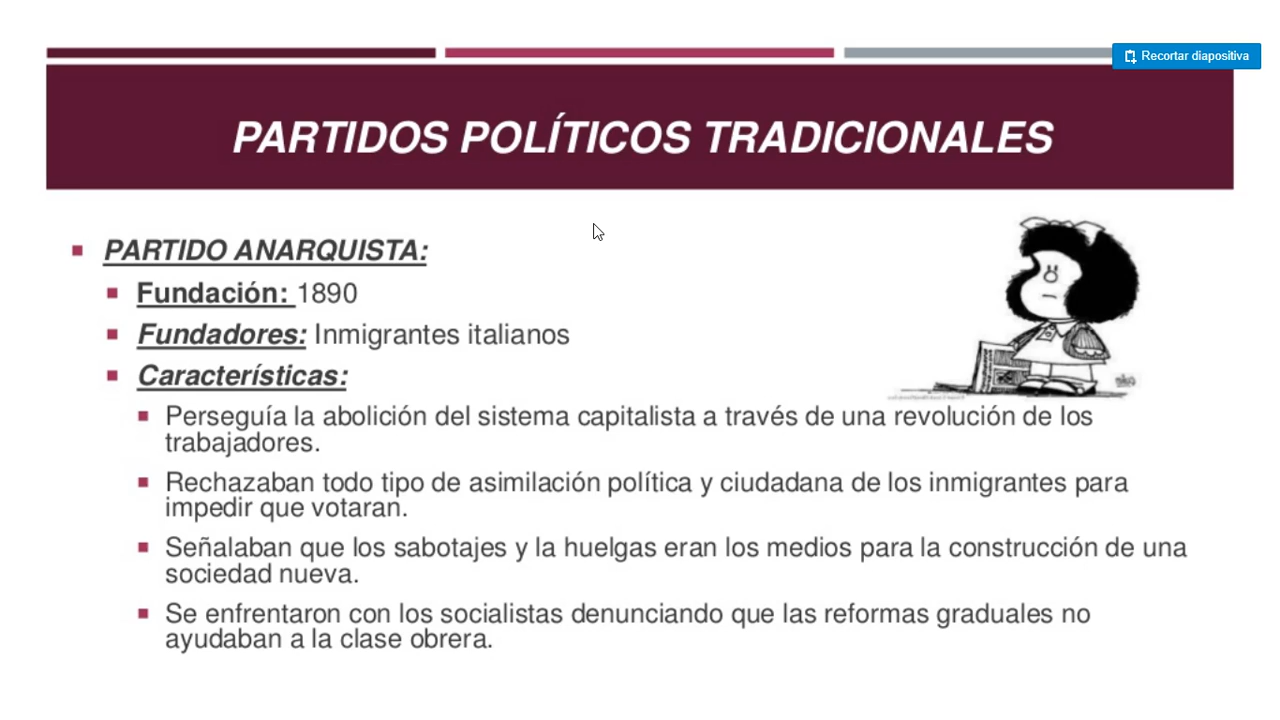 Recortar diapositiva
PARTIDOS POLÍTICOS TRADICIONALES
PARTIDO ANARQUISTA:
Fundación: 1890
Fundadores: Inmigrantes italianos
Características:
Perseguía la abolición del sistema capitalista a través de una revolución de los
trabajadores.
Rechazaban todo tipo de asimilación política y ciudadana de los inmigrantes para
impedir que votaran.
Señalaban que los sabotajes y la huelgas eran los medios para la construcción de una
sociedad nueva.
Se enfrentaron con los socialistas denunciando que las reformas graduales no
ayudaban a la clase obrera.